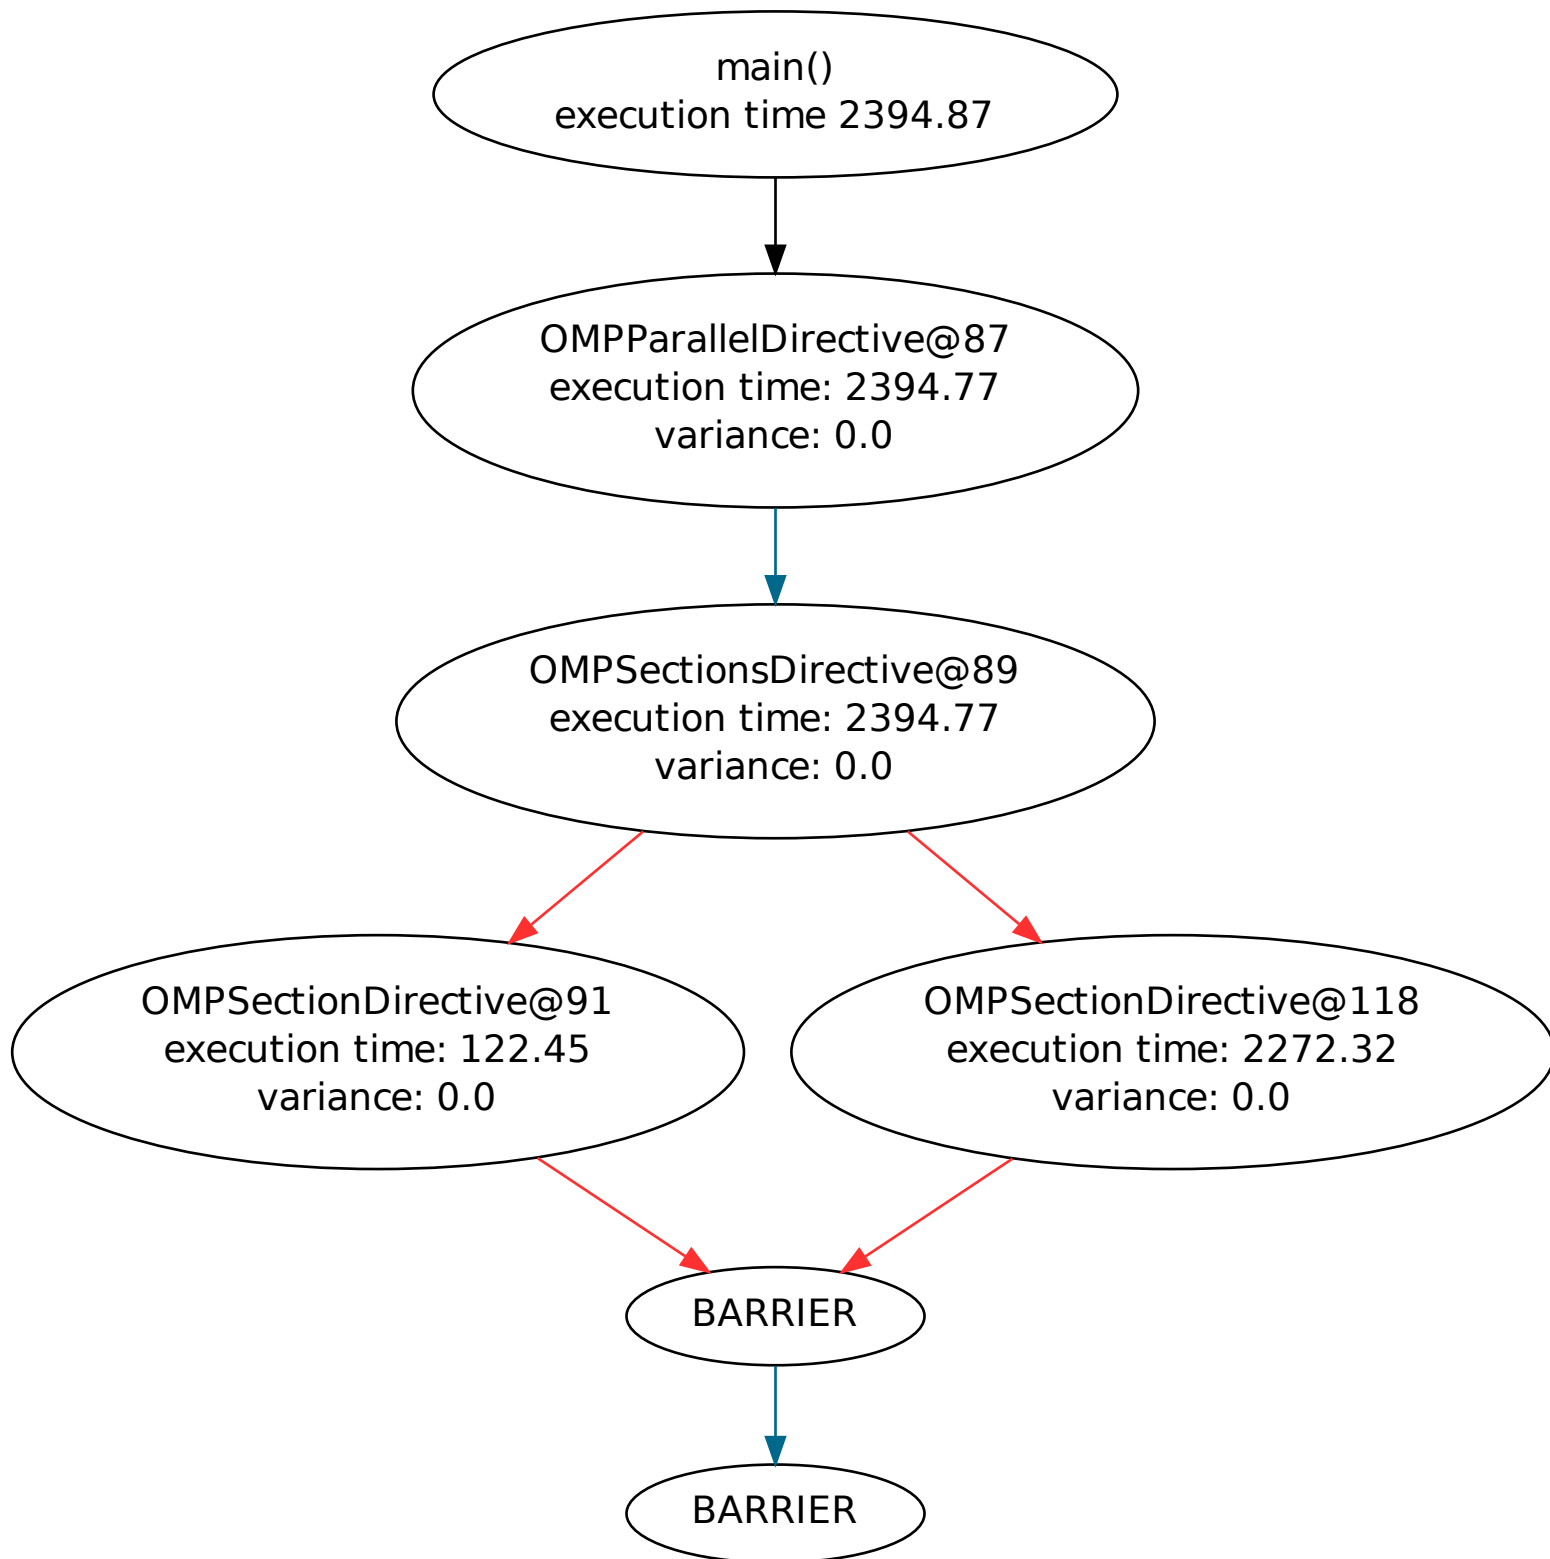 main()
execution time 2394.87
OMPParallelDirective@87
execution time: 2394.77
variance: 0.0
OMPSectionsDirective@89
execution time: 2394.77
variance: 0.0
OMPSectionDirective@91
execution time: 122.45
variance: 0.0
OMPSectionDirective@118
execution time: 2272.32
variance: 0.0
BARRIER
BARRIER